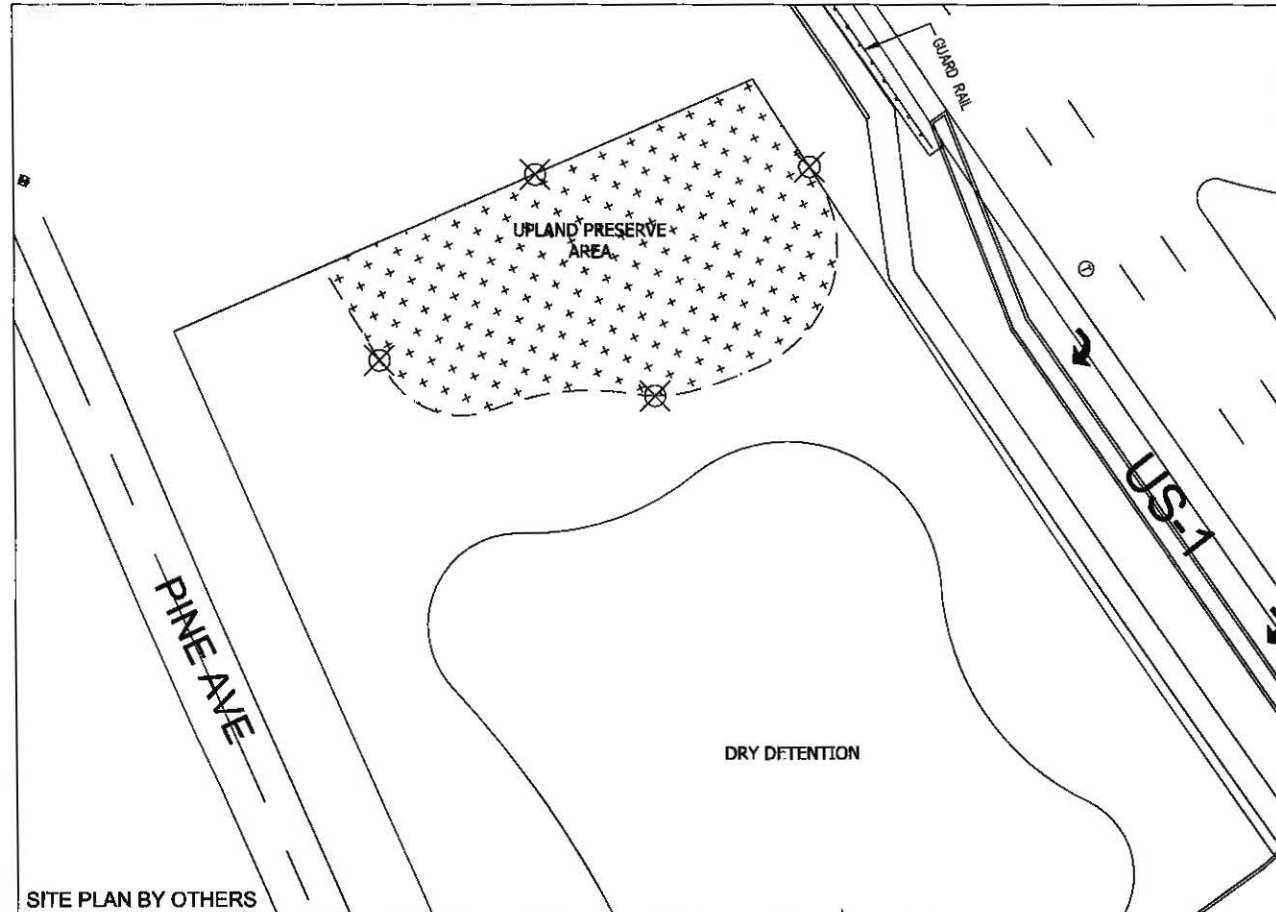 GUARD RAIL
UPLAND PRESERVE
AREA
T
US-1
PINE AVE
DRY DETENTION
SITE PLAN BY OTHERS